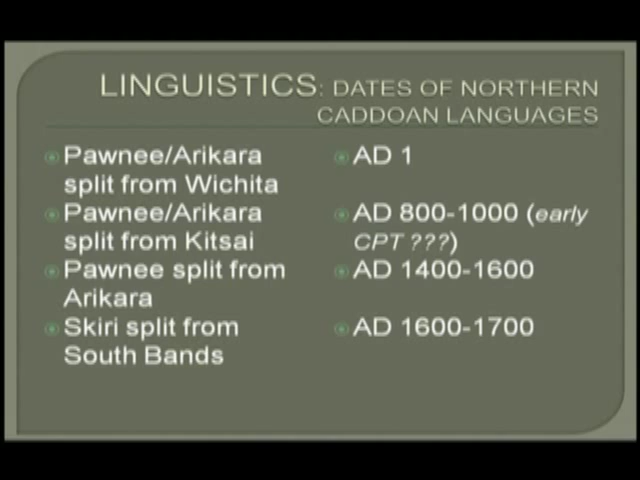 LINGUISTICS: DATES OF NORTHERN
CADDOAN LANGUAGES
Pawnee/Arikara
split from Wichita
AD 1
Pawnee/Arikara
split from Kitsai
AD 800-1000 (early
CPT ???)
Pawnee split from
Arikara
AD 1400-1600
Skiri split from
South Bands
AD 1600-1700